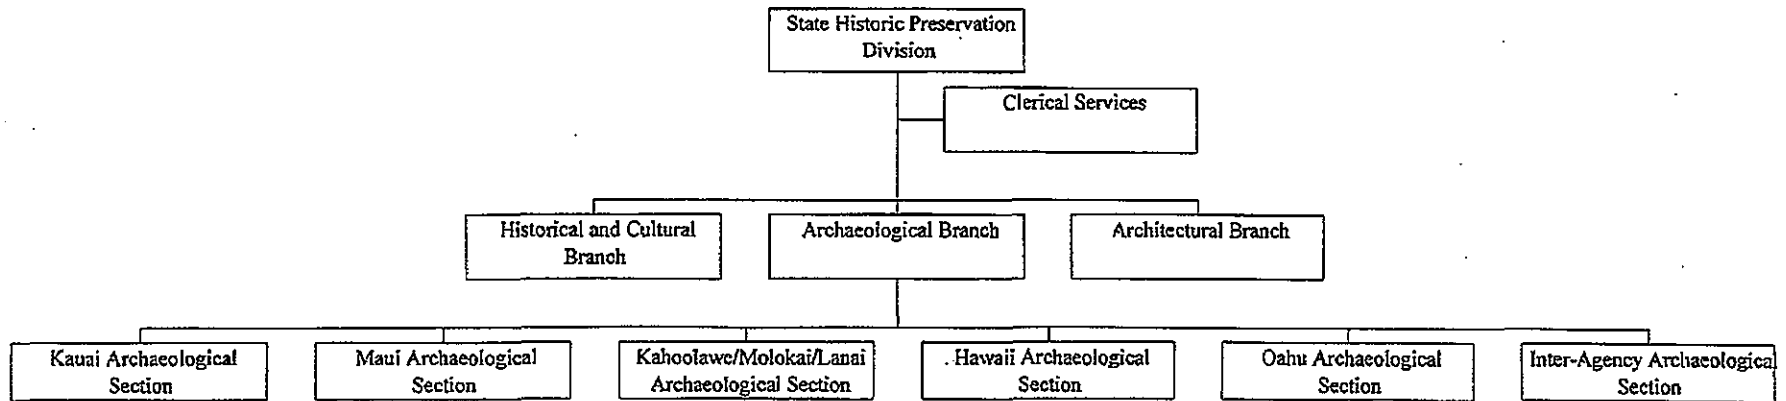 State Historic Preservation
Division
Clerical Services
Historical and Cultural
Branch
Archaeological Branch
Architectural Branch
Kauai Archaeological
Section
Maui Archaeological
Section
Kahoolawe/Molokai/Lanai
Archaeological Section
Hawaii Archaeological
Section
Oahu Archaeological
Section
Inter-Agency Archaeological
Section